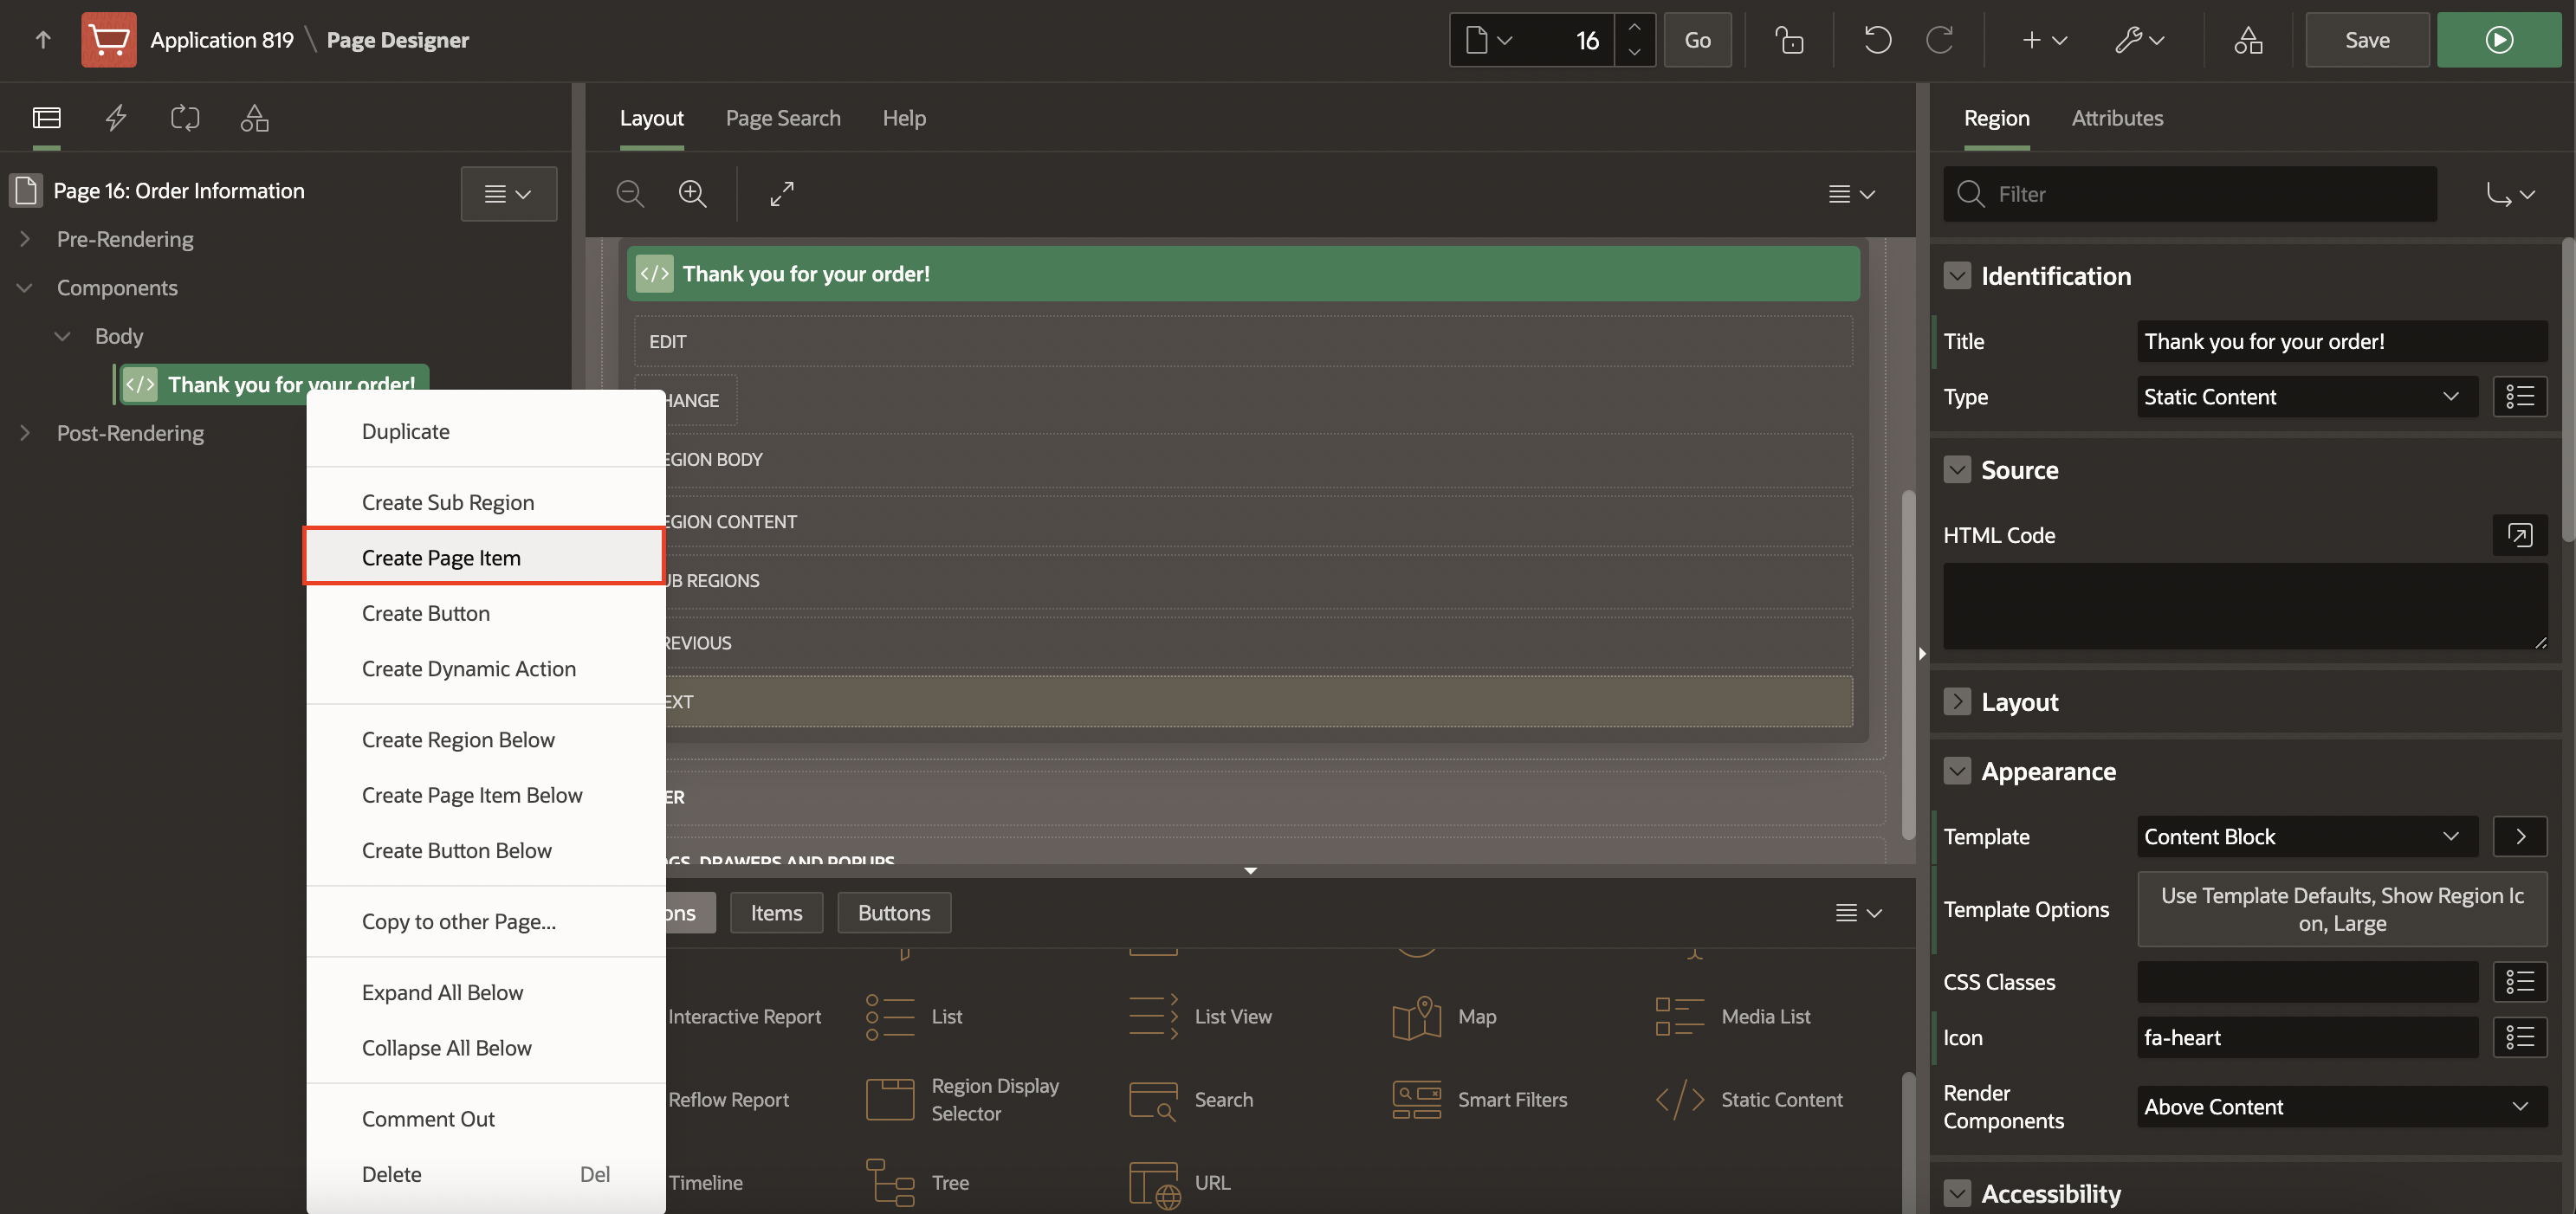 Application 819 \ Page Designer
16
Go
Save
Page 16: Order Information
Pre-Rendering
Components
Body
Thank you for your order!
Post-Rendering
Duplicate
Create Sub Region
Create Page Item
Create Button
Create Dynamic Action
Create Region Below
Create Page Item Below
Create Button Below
Copy to other Page...
Expand All Below
Collapse All Below
Comment Out
Delete Del
Layout Page Search Help
Thank you for your order!
EDIT
HANGE
EGION BODY
EGION CONTENT
UB REGIONS
REVIOUS
EXT
ER
OGS, DRAWERS AND POPUPS
ons Items Buttons
Interactive Report List List View Map Media List
Reflow Report Region Display Selector Search Smart Filters Static Content
Timeline Tree URL
Region Attributes
Filter
Identification
Title Thank you for your order!
Type Static Content
Source
HTML Code
Layout
Appearance
Template Content Block
Template Options Use Template Defaults, Show Region Ic
on, Large
CSS Classes
Icon fa-heart
Render
Components Above Content
Accessibility